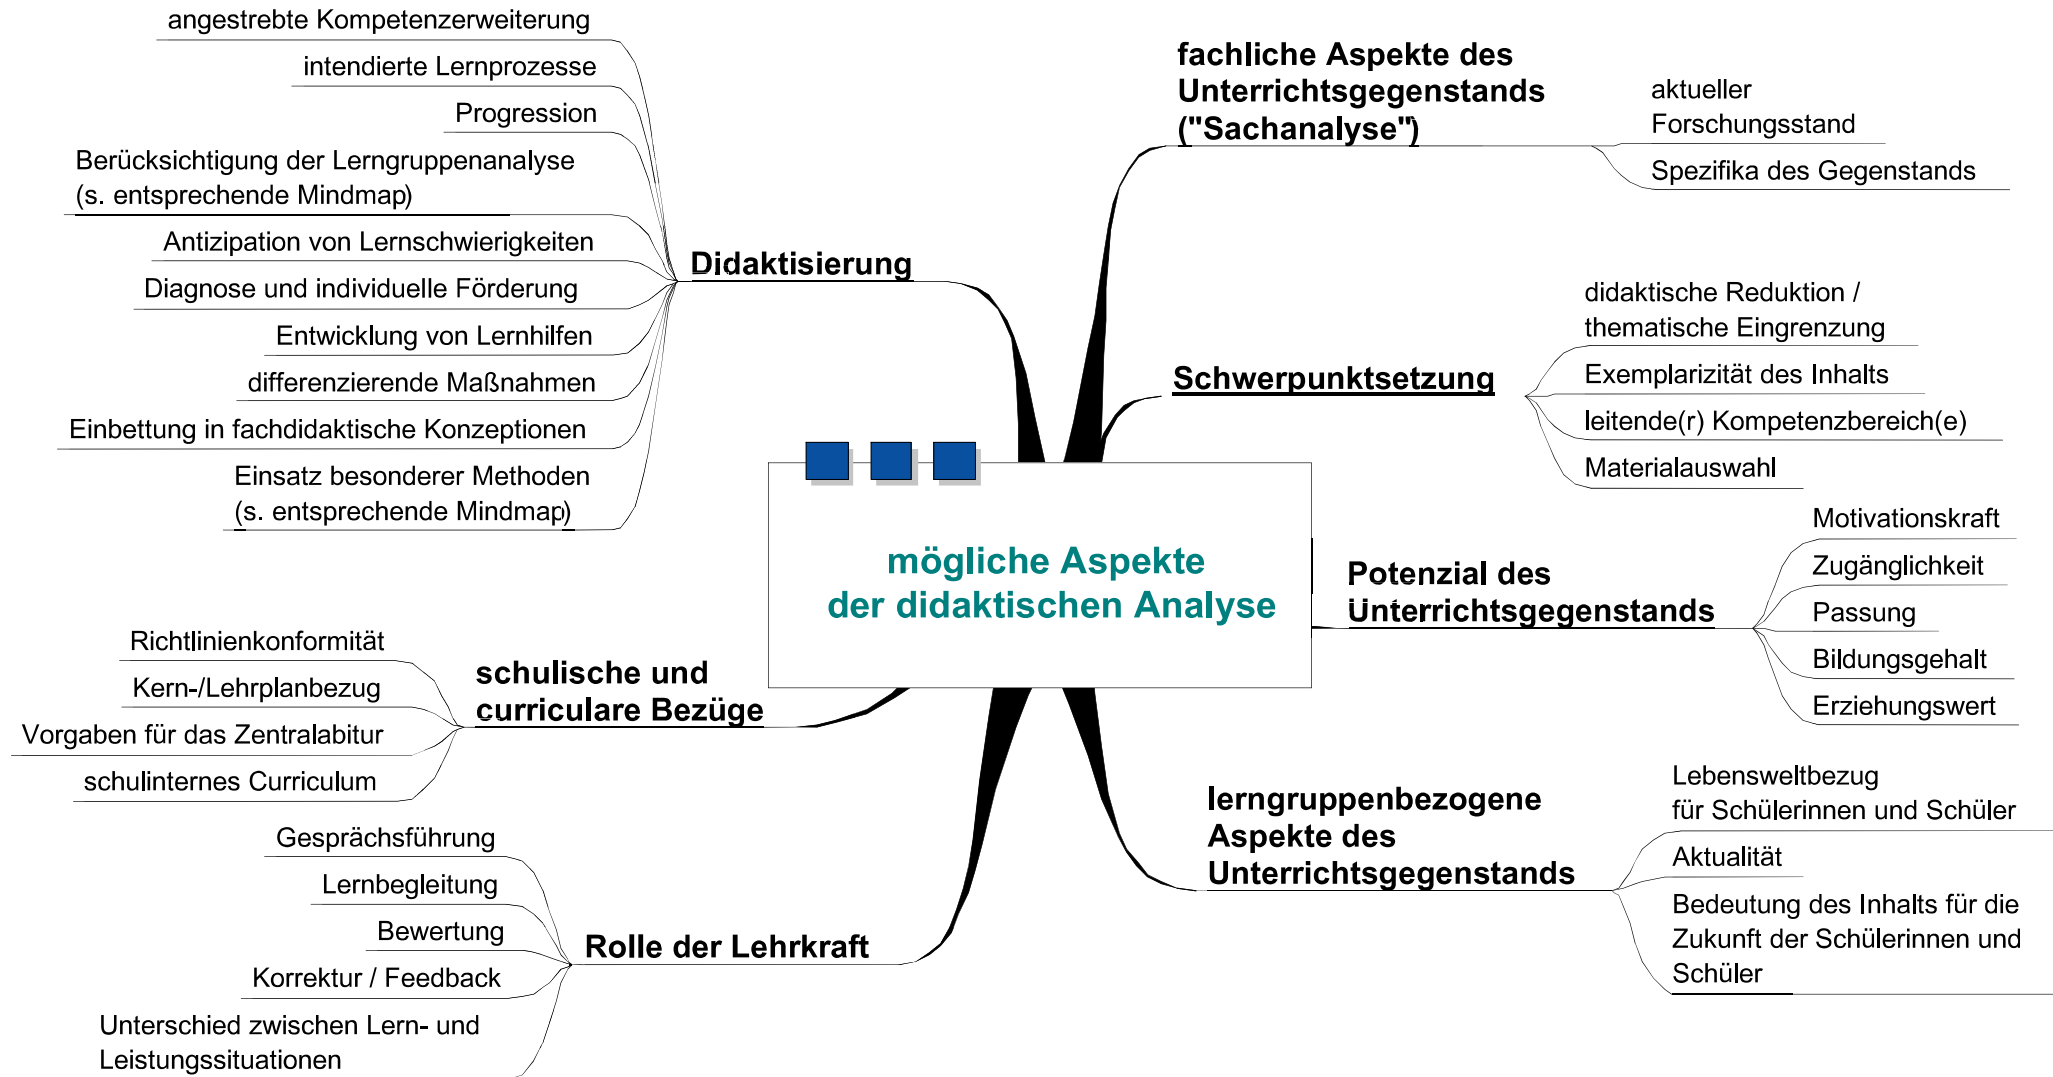 mögliche Aspekte
der didaktischen Analyse
fachliche Aspekte des
Unterrichtsgegenstands
("Sachanalyse")
aktueller
Forschungsstand
Spezifika des Gegenstands
Schwerpunktsetzung
didaktische Reduktion /
thematische Eingrenzung
Exemplarizität des Inhalts
leitende(r) Kompetenzbereich(e)
Materialauswahl
Potenzial des
Unterrichtsgegenstands
Motivationskraft
Zugänglichkeit
Passung
Bildungsgehalt
Erziehungswert
lerngruppenbezogene
Aspekte des
Unterrichtsgegenstands
Lebensweltbezug
für Schülerinnen und Schüler
Aktualität
Bedeutung des Inhalts für die
Zukunft der Schülerinnen und
Schüler
Didaktisierung
angestrebte Kompetenzerweiterung
intendierte Lernprozesse
Progression
Berücksichtigung der Lerngruppenanalyse
(s. entsprechende Mindmap)
Antizipation von Lernschwierigkeiten
Diagnose und individuelle Förderung
Entwicklung von Lernhilfen
differenzierende Maßnahmen
Einbettung in fachdidaktische Konzeptionen
Einsatz besonderer Methoden
(s. entsprechende Mindmap)
schulische und
curriculare Bezüge
Richtlinienkonformität
Kern-/Lehrplanbezug
Vorgaben für das Zentralabitur
schulinternes Curriculum
Rolle der Lehrkraft
Gesprächsführung
Lernbegleitung
Bewertung
Korrektur / Feedback
Unterschied zwischen Lern- und
Leistungssituationen